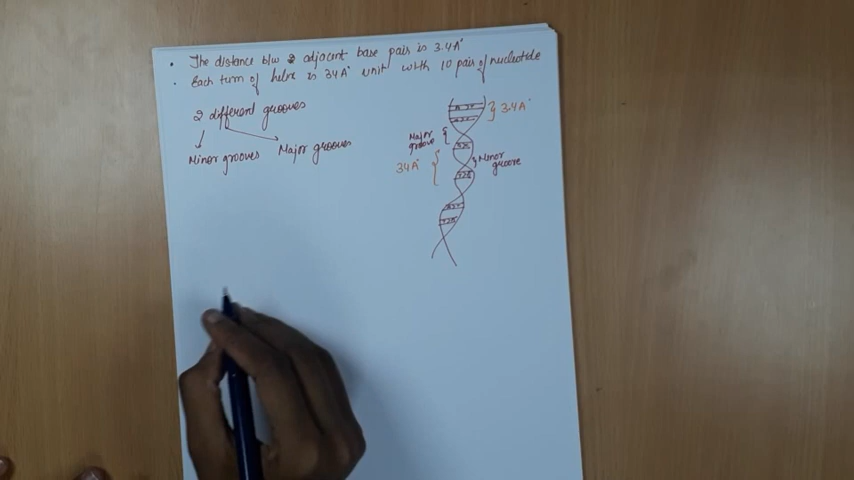 • The distance b/w 2 adjacent base pairs is 3.4A°
• Each turn of helix is 34A° unit with 10 pair of nucleotide
2 different grooves
Minor grooves
Major grooves
3.4A°
Major
groove
34A°
Minor
groove